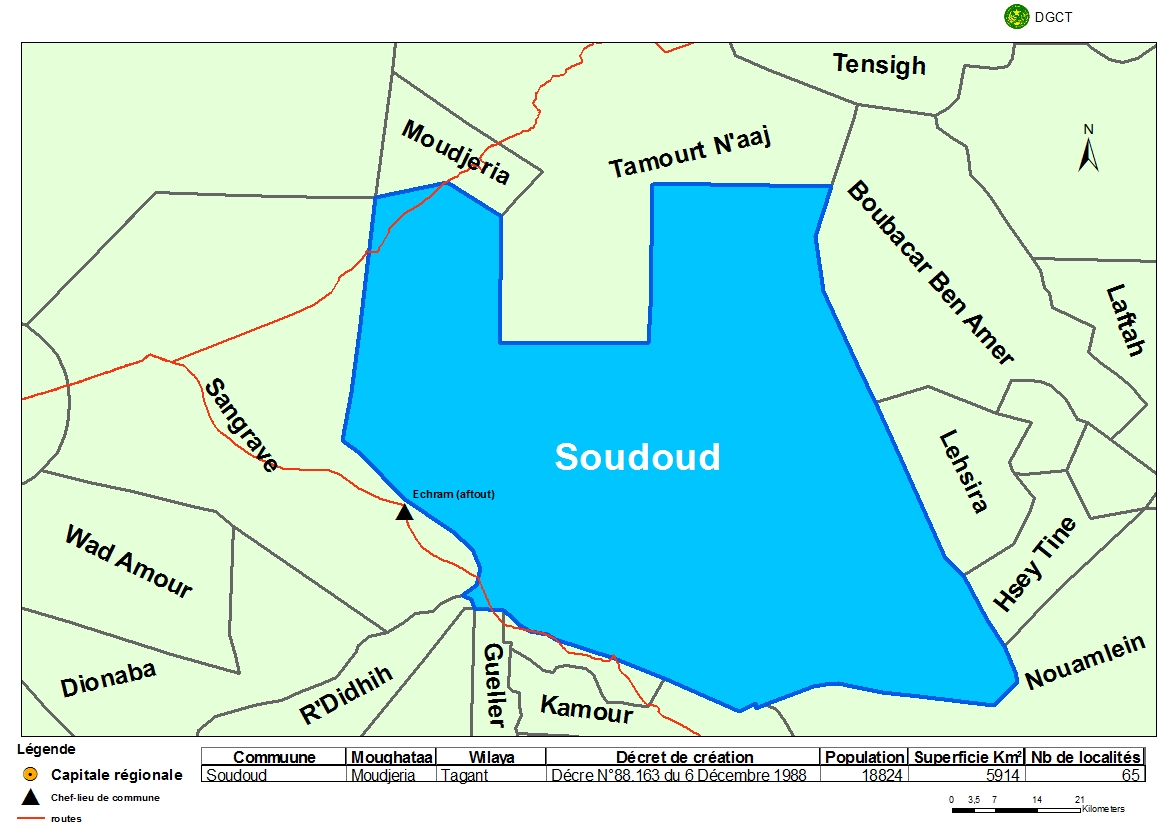 DGCT
Tensigh
N
Moudjeria
Tamourt N'aaj
Boubacar Ben Amer
Laftah
Sangrave
Soudoud
Lehsira
Echram (aftout)
Wad Amour
Hsey Tine
Dionaba
R'Didhih
Gueller
Kamour
Nouamlein
Légende
Capitale régionale
Chef-lieu de commune
routes
Commuune Moughataa Wilaya Décret de création Population Superficie Km² Nb de localités
Soudoud Moudjeria Tagant Décre N°88.163 du 6 Décembre 1988 18824 5914 65
0 3,5 7 14 21
Kilometers